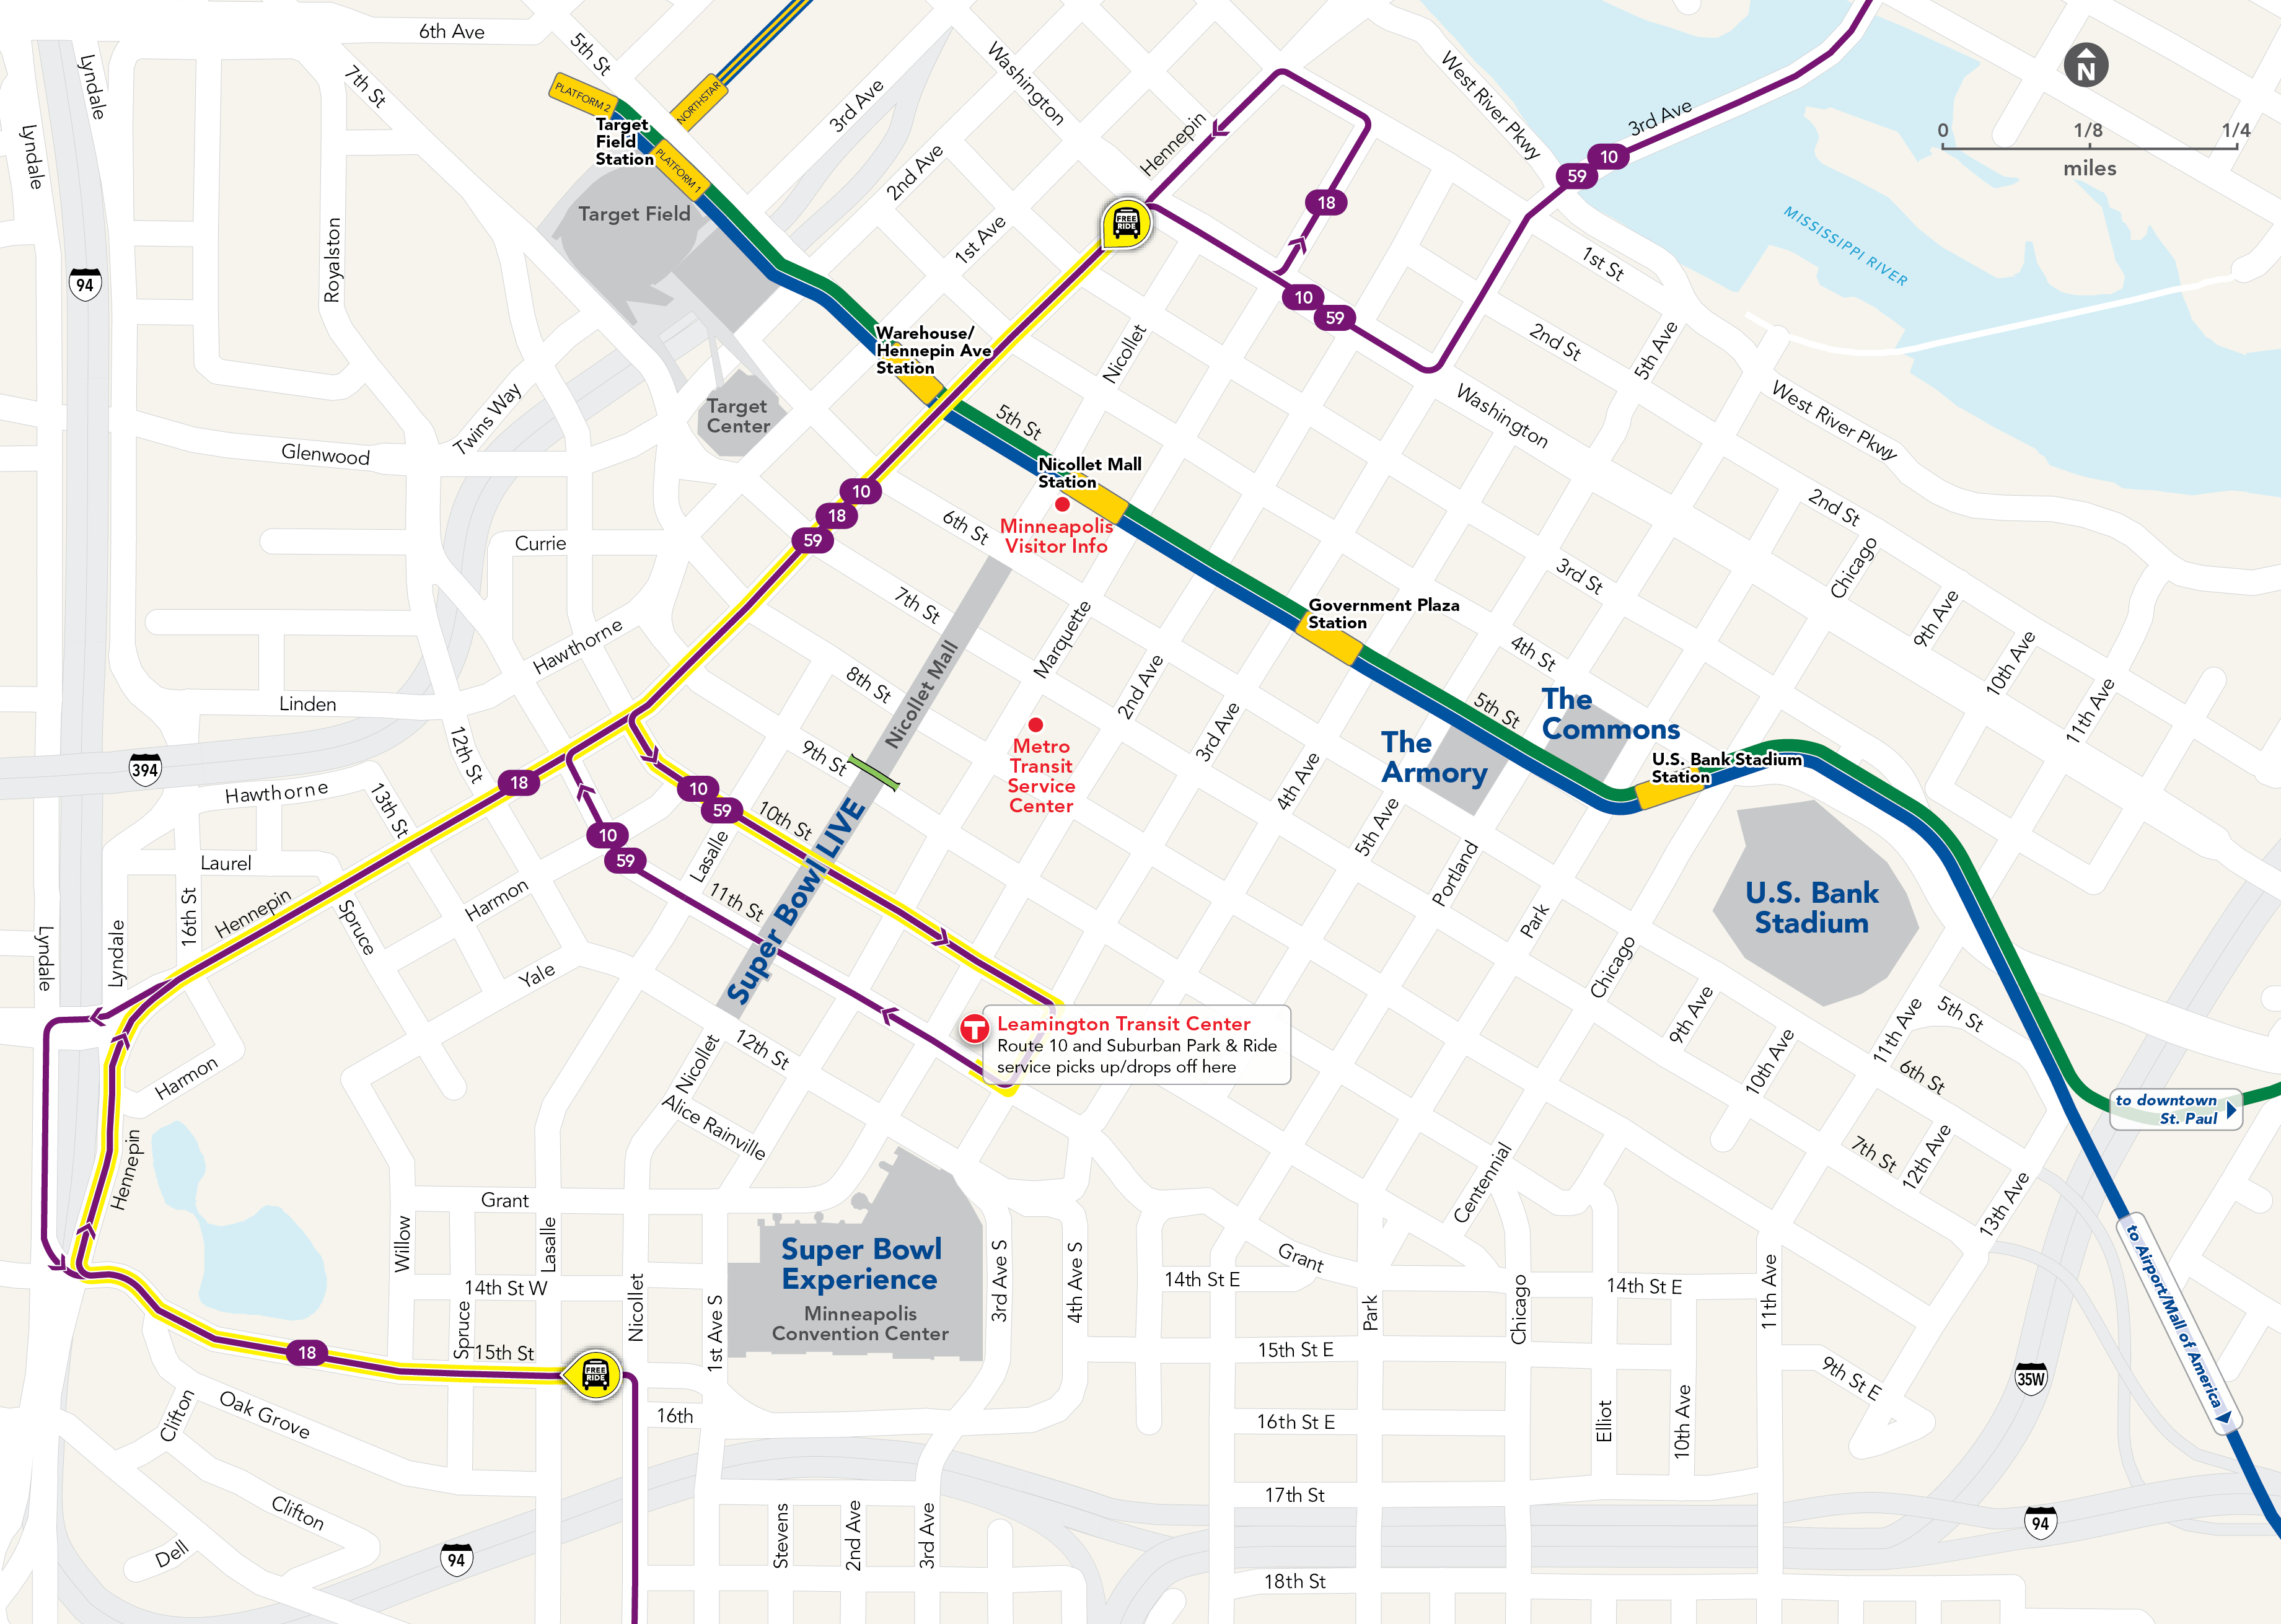 6th Ave
5th St
7th St
Lyndale
Lyndale
PLATFORM 2
NORTHSTAR
Target
Field
Station
PLATFORM 1
Target Field
3rd Ave
2nd Ave
1st Ave
Washington
Hennepin
West River Pkwy
3rd Ave
10
59
N
0 1/8 1/4
miles
MISSISSIPPI RIVER
18
FREE
RIDE
10
59
1st St
2nd St
5th Ave
West River Pkwy
Washington
94
Royalston
Twins Way
Glenwood
Target
Center
Warehouse/
Hennepin Ave
Station
Nicollet
5th St
Nicollet Mall
Station
Minneapolis
Visitor Info
10
18
59
Currie
6th St
7th St
8th St
9th St
Nicollet Mall
Marquette
2nd Ave
3rd Ave
4th Ave
5th Ave
Government Plaza
Station
3rd St
4th St
5th St
2nd St
Chicago
9th Ave
10th Ave
11th Ave
The
Commons
The
Armory
U.S. Bank Stadium
Station
U.S. Bank
Stadium
Hawthorne
Linden
394
Hawthorne
12th St
13th St
18
10
59
10th St
10
59
Lasalle
11th St
Super Bowl LIVE
Metro
Transit
Service
Center
Portland
Park
Chicago
9th Ave
10th Ave
11th Ave
5th St
6th St
7th St
12th Ave
13th Ave
Laurel
16th St
Hennepin
Spruce
Harmon
Yale
Lyndale
Lyndale
Harmon
Hennepin
T
Leamington Transit Center
Route 10 and Suburban Park & Ride
service picks up/drops off here
12th St
Nicollet
Alice Rainville
to downtown
St. Paul
to Airport/Mall of America
Grant
Willow
Lasalle
14th St W
Spruce
15th St
Nicollet
1st Ave S
Super Bowl
Experience
Minneapolis
Convention Center
3rd Ave S
4th Ave S
Centennial
Grant
14th St E
Park
Chicago
14th St E
11th Ave
15th St E
9th St E
35W
18
FREE
RIDE
16th
16th St E
Elliot
10th Ave
Clifton
Oak Grove
Clifton
Dell
94
Stevens
2nd Ave
3rd Ave
17th St
18th St
94